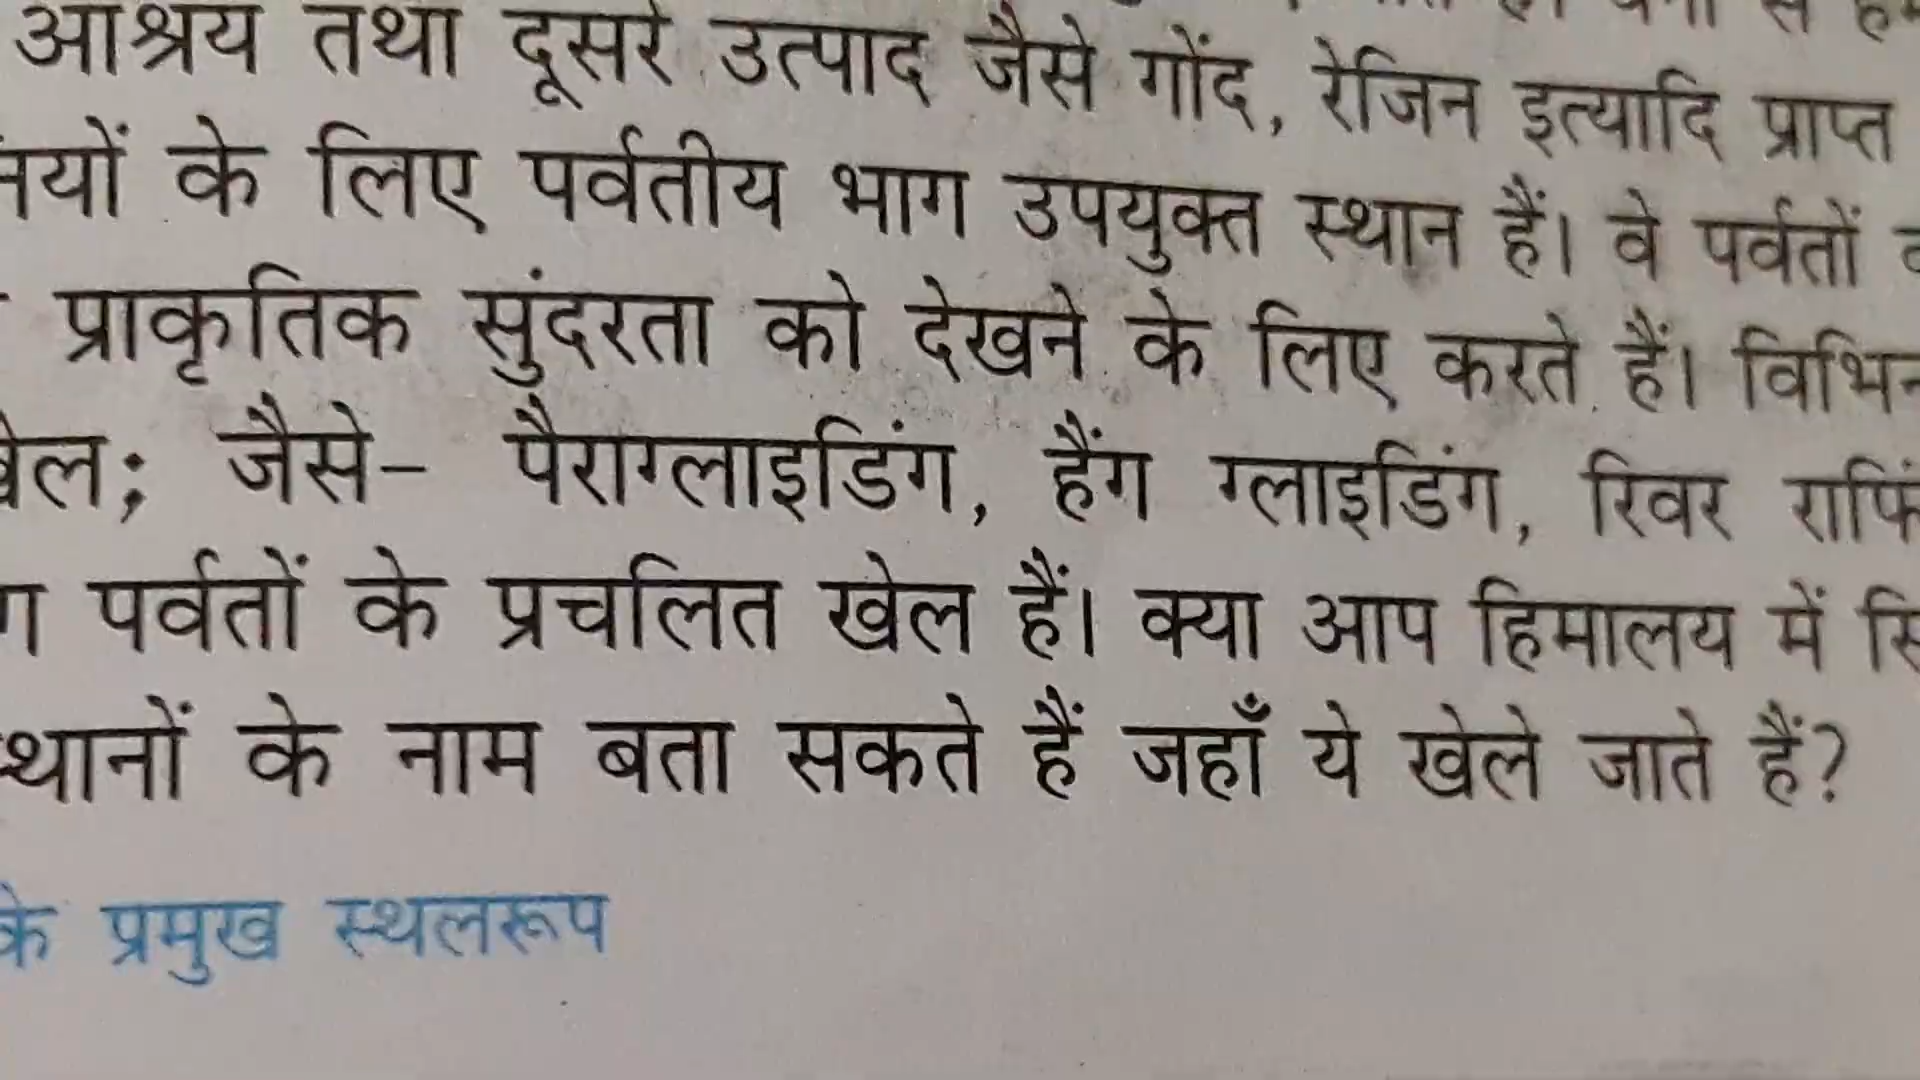 आश्रय तथा दूसरे उत्पाद जैसे गोंद, रेजिन इत्यादि प्राप्त
के लिए पर्वतीय भाग उपयुक्त स्थान हैं। वे पर्वतों
प्राकृतिक सुंदरता को देखने के लिए करते हैं।
जैसे– पैराग्लाइडिंग, हैंग ग्लाइडिंग, रिवर
पर्वतों के प्रचलित खेल हैं। क्या आप हिमालय में
के नाम बता सकते हैं जहाँ ये खेले जाते हैं?
के प्रमुख स्थलरूप